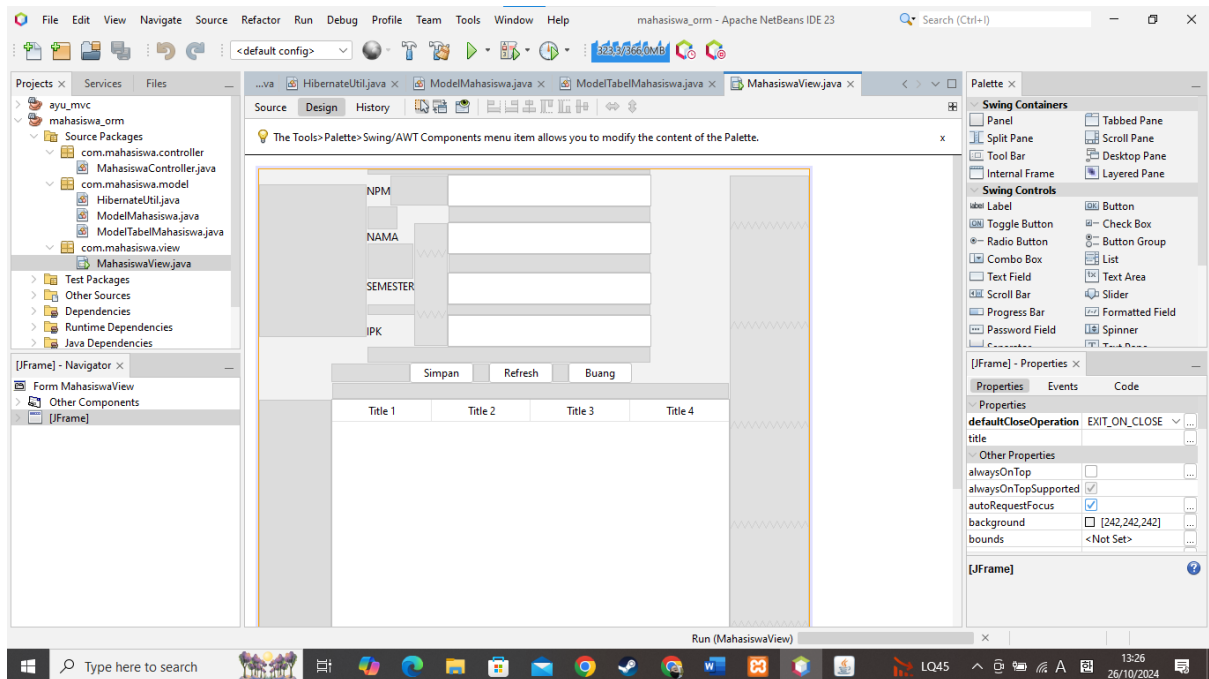 File Edit View Navigate Source Refactor Run Debug Profile Team Tools Window Help mahasiswa_orm - Apache NetBeans IDE 23 Search (Ctrl+I)
<default config> 323,3/366,0MB
Projects Services Files
...va HibernateUtil.java ModelMahasiswa.java ModelTabelMahasiswa.java MahasiswaView.java
Palette
ayu_mvc
mahasiswa_orm
Source Packages
com.mahasiswa.controller
MahasiswaController.java
com.mahasiswa.model
HibernateUtil.java
ModelMahasiswa.java
ModelTabelMahasiswa.java
com.mahasiswa.view
MahasiswaView.java
Test Packages
Other Sources
Dependencies
Runtime Dependencies
Java Dependencies
[JFrame] - Navigator
Form MahasiswaView
Other Components
[JFrame]
Source Design History
The Tools>Palette>Swing/AWT Components menu item allows you to modify the content of the Palette. x
NPM
NAMA
SEMESTER
IPK
Simpan Refresh Buang
Title 1 Title 2 Title 3 Title 4
Swing Containers
Panel Tabbed Pane
Split Pane Scroll Pane
Tool Bar Desktop Pane
Internal Frame Layered Pane
Swing Controls
label Label OK Button
ON Toggle Button Check Box
Radio Button Button Group
Combo Box List
Text Field Text Area
Scroll Bar Slider
Progress Bar Formatted Field
Password Field Spinner
[JFrame] - Properties
Properties Events Code
Properties
defaultCloseOperation EXIT_ON_CLOSE ...
title ...
Other Properties
alwaysOnTop ...
alwaysOnTopSupported
autoRequestFocus ...
background [242,242,242] ...
bounds <Not Set> ...
[JFrame]
Run (MahasiswaView)
Type here to search LQ45 A 13:26
26/10/2024